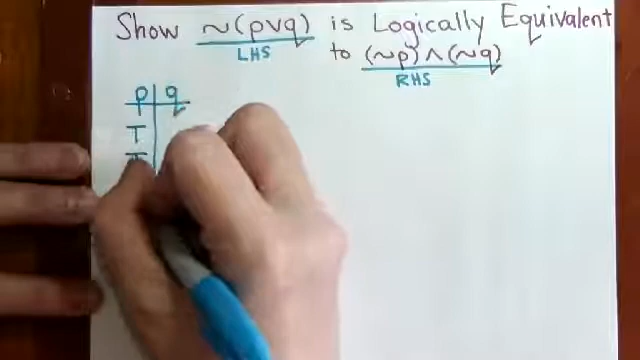 Show ~(p∨q) is Logically Equivalent
LHS
to (~p)∧(~q)
RHS
p q
T
T